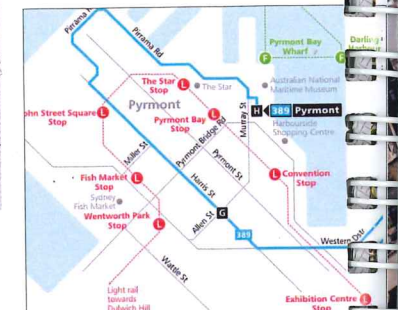 Pirrama Rd
Pirrama Rd
Pyrmont Bay
Wharf
F
F
Darling
Harbour
The Star
Stop
L
The Star
Australian National
Maritime Museum
Pyrmont
H
389 Pyrmont
John Street Square
Stop
L
Pyrmont Bay
Stop
L
Murray St
Harbourside
Shopping Centre
Miller St
Pyrmont Bridge Rd
Pyrmont St
Fish Market
Stop
L
Harris St
L
Convention
Stop
Sydney
Fish Market
Wentworth Park
Stop
L
Allen St
G
389
Western Dstr
Wattle St
Light rail
towards
Dulwich Hill
Exhibition Centre
Stop
L